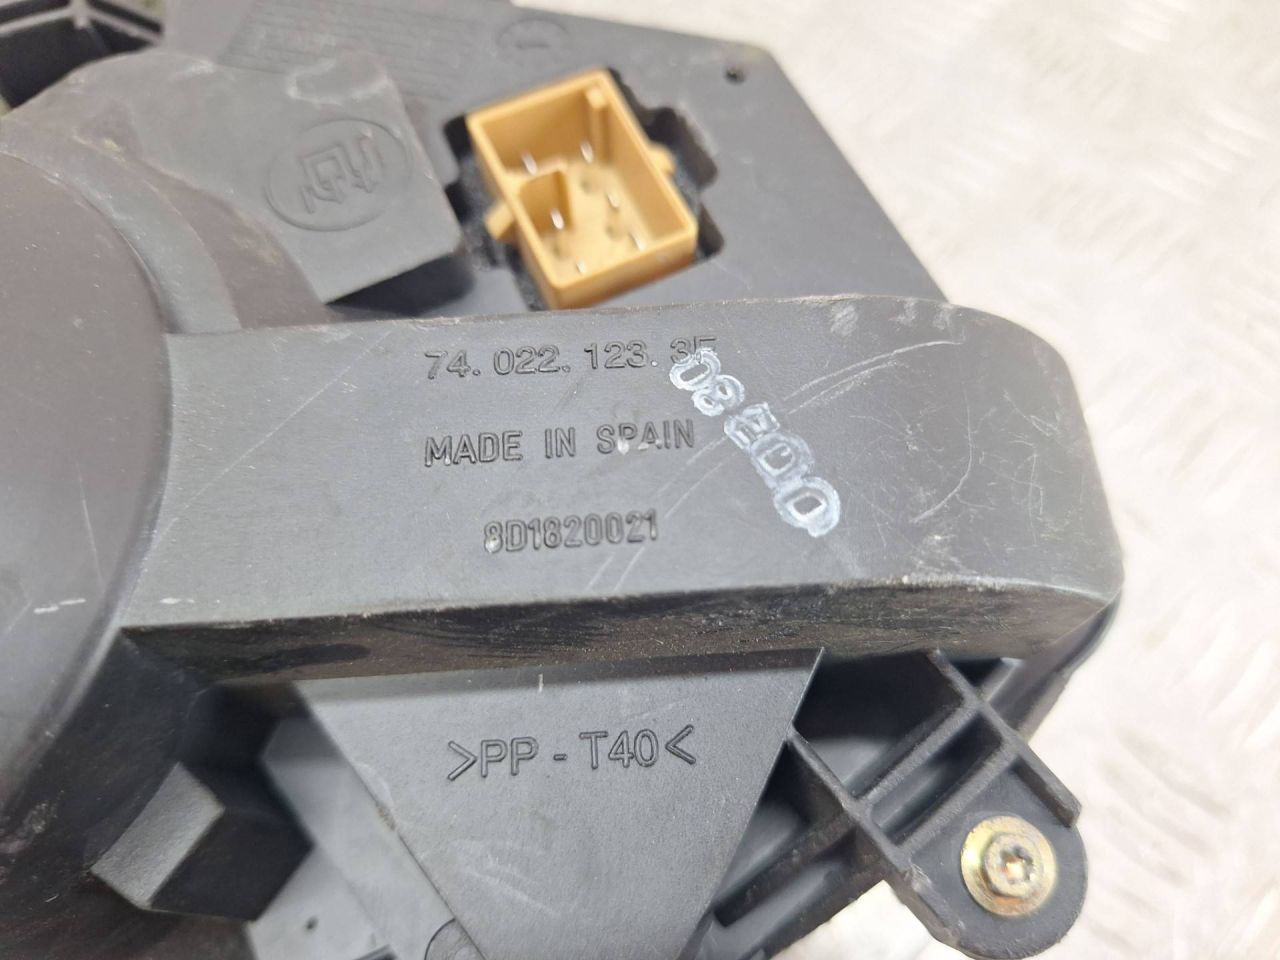 74.022.123.3F
MADE IN SPAIN
8D1820021
>PP-T40<